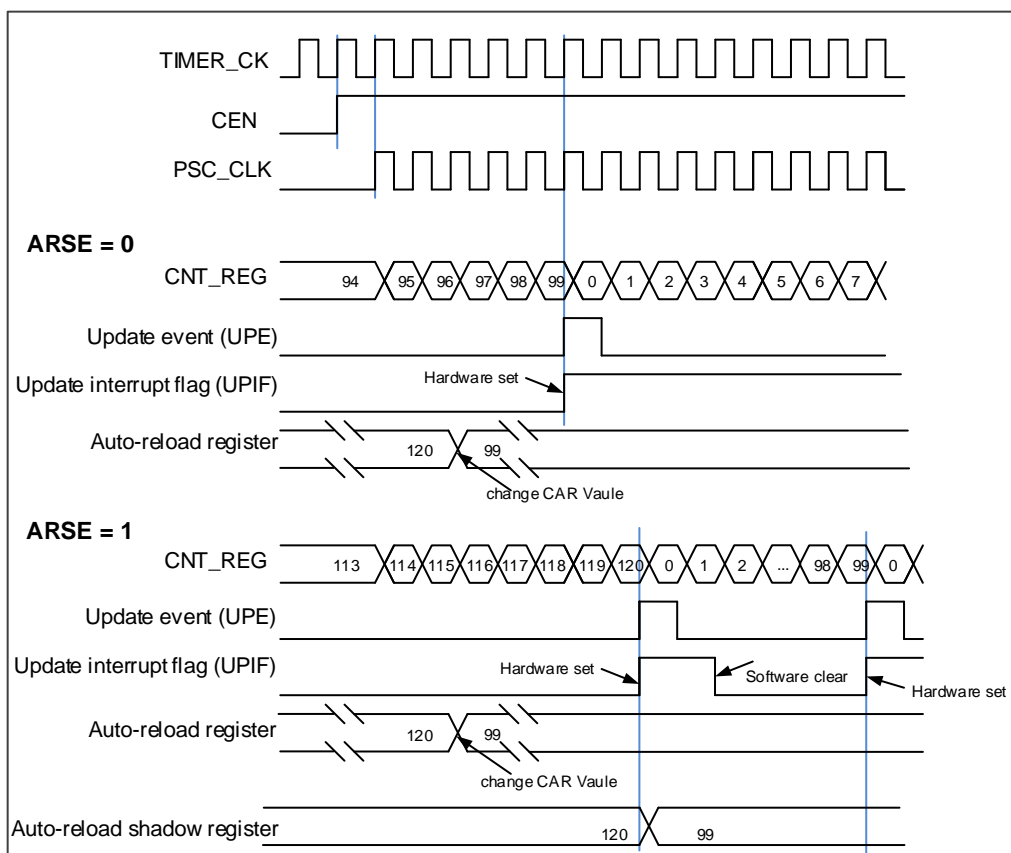 TIMER_CK
CEN
PSC_CLK
ARSE = 0
CNT_REG 94 95 96 97 98 99 0 1 2 3 4 5 6 7
Update event (UPE)
Update interrupt flag (UPIF) Hardware set
Auto-reload register 120 99
change CAR Vaule
ARSE = 1
CNT_REG 113 114 115 116 117 118 119 120 0 1 2 ... 98 99 0
Update event (UPE)
Update interrupt flag (UPIF) Hardware set Software clear Hardware set
Auto-reload register 120 99
change CAR Vaule
Auto-reload shadow register 120 99